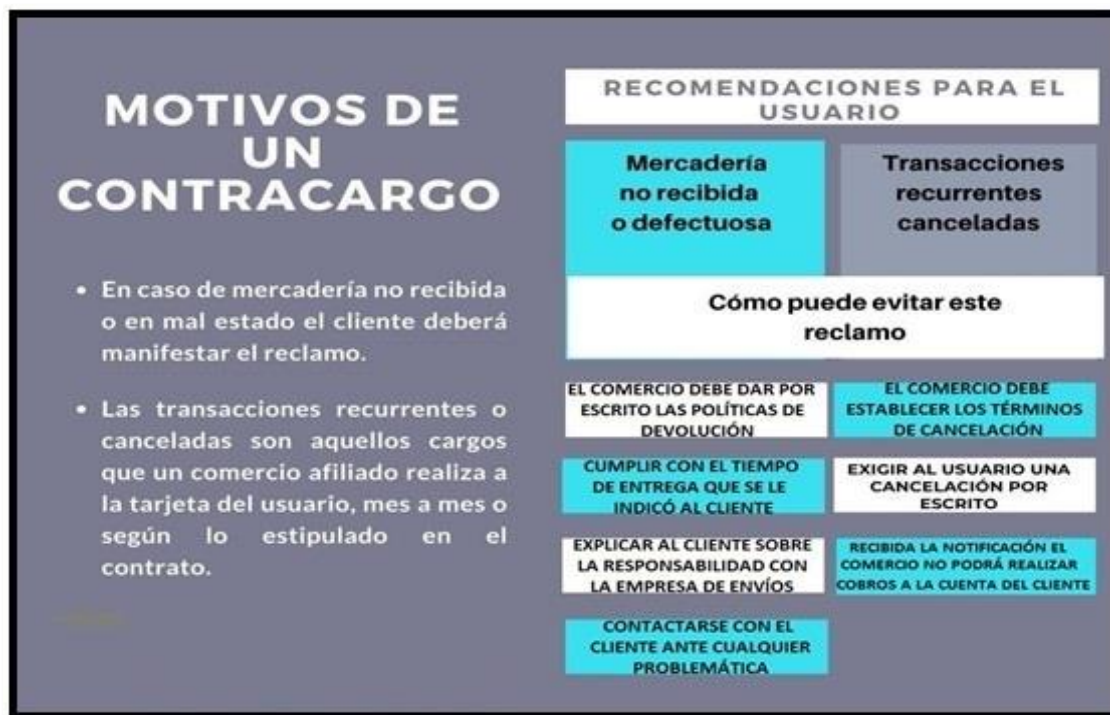 MOTIVOS DE
UN
CONTRACARGO
• En caso de mercadería no recibida
o en mal estado el cliente deberá
manifestar el reclamo.
• Las transacciones recurrentes o
canceladas son aquellos cargos
que un comercio afiliado realiza a
la tarjeta del usuario, mes a mes o
según lo estipulado en el
contrato.
RECOMENDACIONES PARA EL
USUARIO
Mercadería
no recibida
o defectuosa
Transacciones
recurrentes
canceladas
Cómo puede evitar este
reclamo
EL COMERCIO DEBE DAR POR
ESCRITO LAS POLÍTICAS DE
DEVOLUCIÓN
EL COMERCIO DEBE
ESTABLECER LOS TÉRMINOS
DE CANCELACIÓN
CUMPLIR CON EL TIEMPO
DE ENTREGA QUE SE LE
INDICÓ AL CLIENTE
EXIGIR AL USUARIO UNA
CANCELACIÓN POR
ESCRITO
EXPLICAR AL CLIENTE SOBRE
LA RESPONSABILIDAD CON
LA EMPRESA DE ENVÍOS
RECIBIDA LA NOTIFICACIÓN EL
COMERCIO NO PODRÁ REALIZAR
COBROS A LA CUENTA DEL CLIENTE
CONTACTARSE CON EL
CLIENTE ANTE CUALQUIER
PROBLEMÁTICA